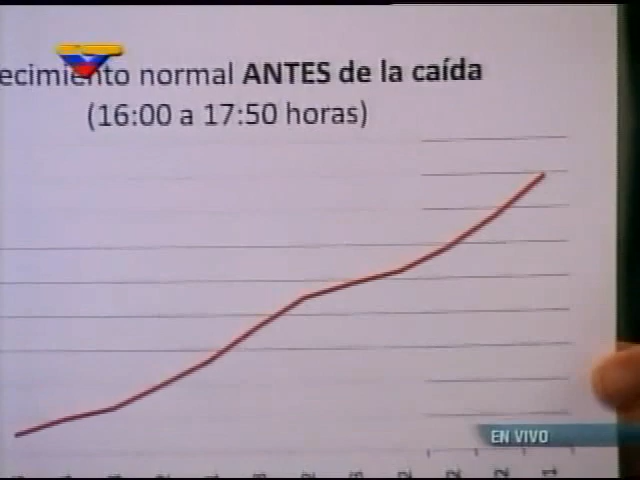 ecimiento normal ANTES de la caída
(16:00 a 17:50 horas)
EN VIVO